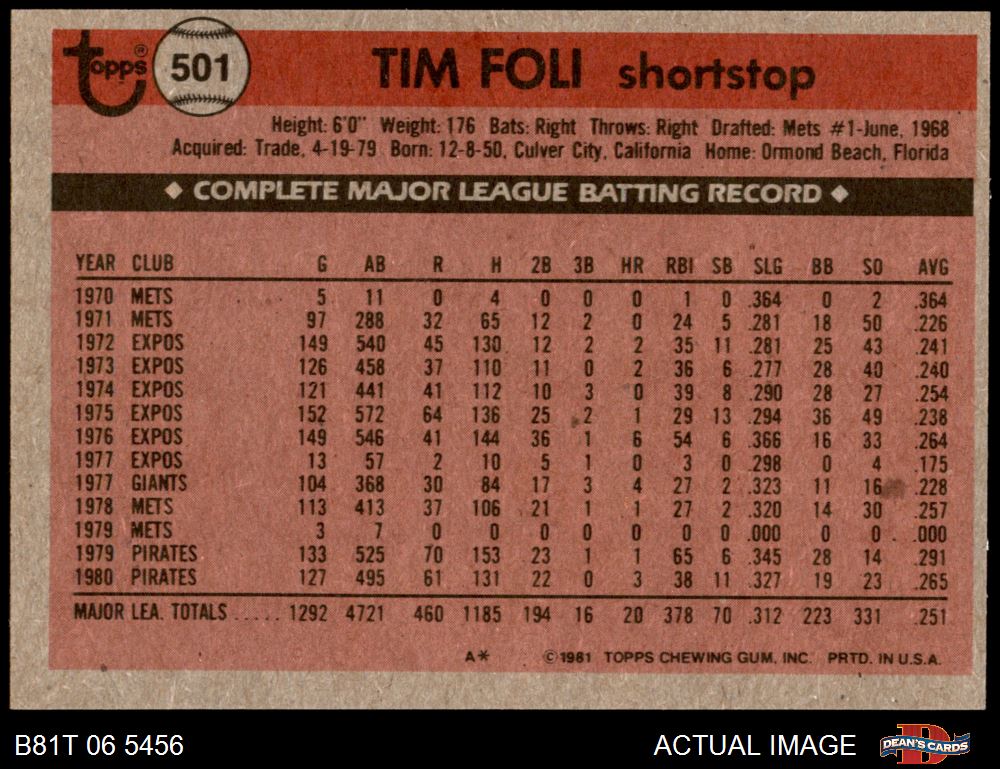 Topps® 501 TIM FOLI shortstop
Height: 6'0" Weight: 176 Bats: Right Throws: Right Drafted: Mets #1-June, 1968
Acquired: Trade, 4-19-79 Born: 12-8-50, Culver City, California Home: Ormond Beach, Florida
◆ COMPLETE MAJOR LEAGUE BATTING RECORD ◆
YEAR CLUB G AB R H 2B 3B HR RBI SB SLG BB SO AVG
1970 METS 5 11 0 4 0 0 0 1 0 .364 0 2 .364
1971 METS 97 288 32 65 12 2 0 24 5 .281 18 50 .226
1972 EXPOS 149 540 45 130 12 2 2 35 11 .281 25 43 .241
1973 EXPOS 126 458 37 110 11 0 2 36 6 .277 28 40 .240
1974 EXPOS 121 441 41 112 10 3 0 39 8 .290 28 27 .254
1975 EXPOS 152 572 64 136 25 2 1 29 13 .294 36 49 .238
1976 EXPOS 149 546 41 144 36 1 6 54 6 .366 16 33 .264
1977 EXPOS 13 57 2 10 5 1 0 3 0 .298 0 4 .175
1977 GIANTS 104 368 30 84 17 3 4 27 2 .323 11 16 .228
1978 METS 113 413 37 106 21 1 1 27 2 .320 14 30 .257
1979 METS 3 7 0 0 0 0 0 0 0 .000 0 0 .000
1979 PIRATES 133 525 70 153 23 1 1 65 6 .345 28 14 .291
1980 PIRATES 127 495 61 131 22 0 3 38 11 .327 19 23 .265
MAJOR LEA. TOTALS ..... 1292 4721 460 1185 194 16 20 378 70 .312 223 331 .251
A* ©1981 TOPPS CHEWING GUM, INC. PRTD. IN U.S.A.
B81T 06 5456 ACTUAL IMAGE DEAN'S CARDS